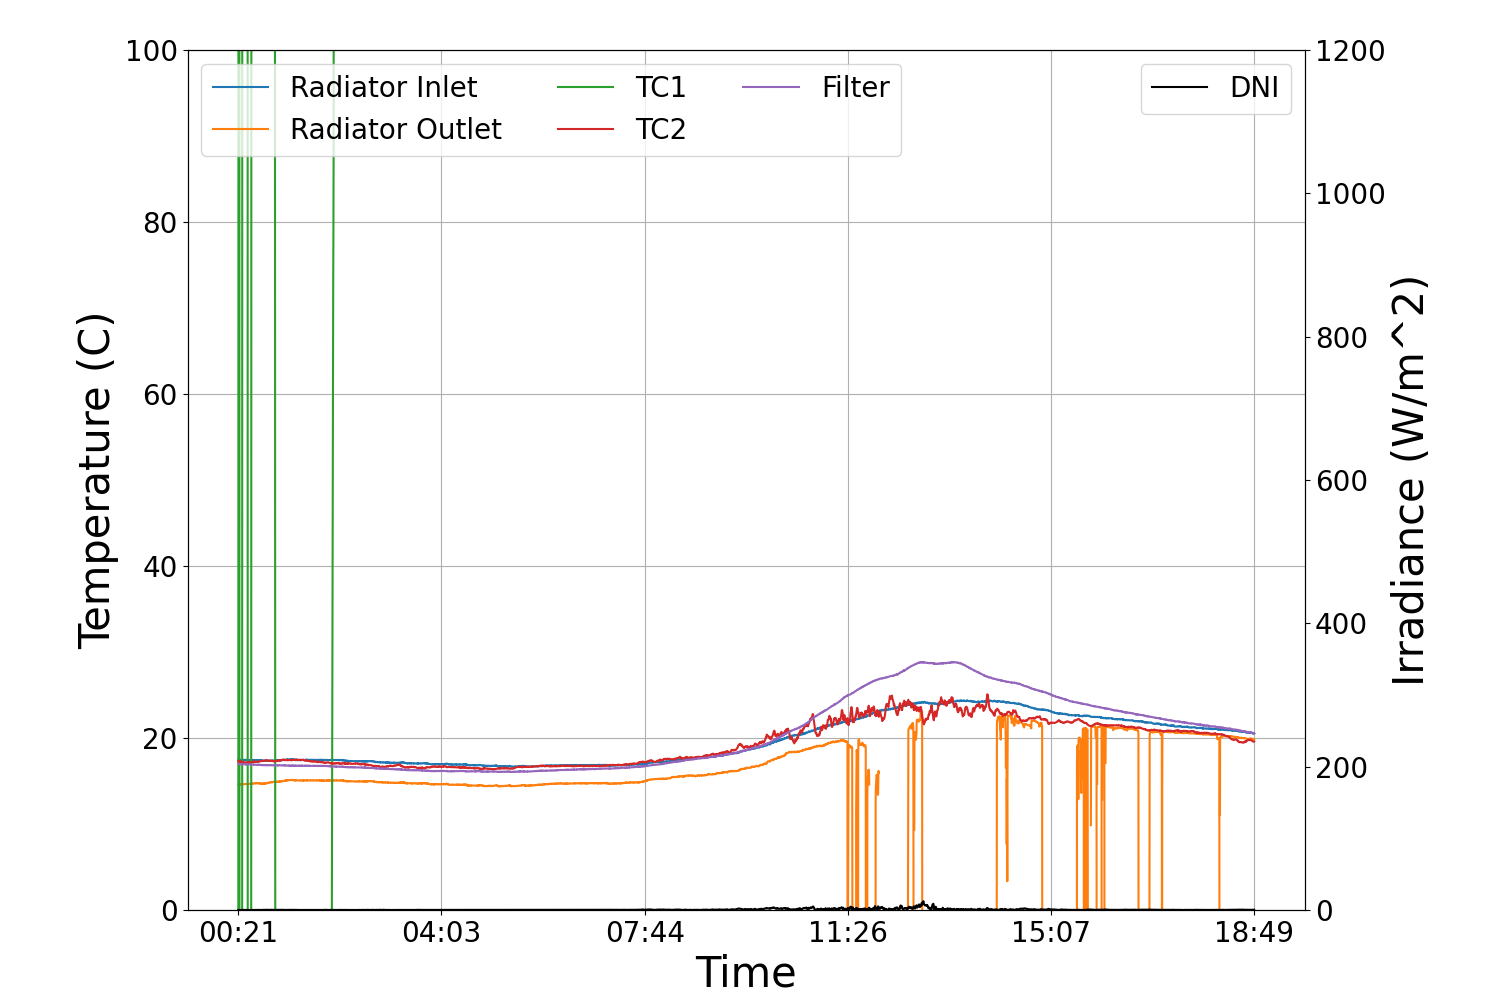 100
80
60
40
20
0
Temperature (C)
Radiator Inlet
Radiator Outlet
TC1
TC2
Filter
DNI
1200
1000
800
600
400
200
0
Irradiance (W/m^2)
00:21 04:03 07:44 11:26 15:07 18:49
Time